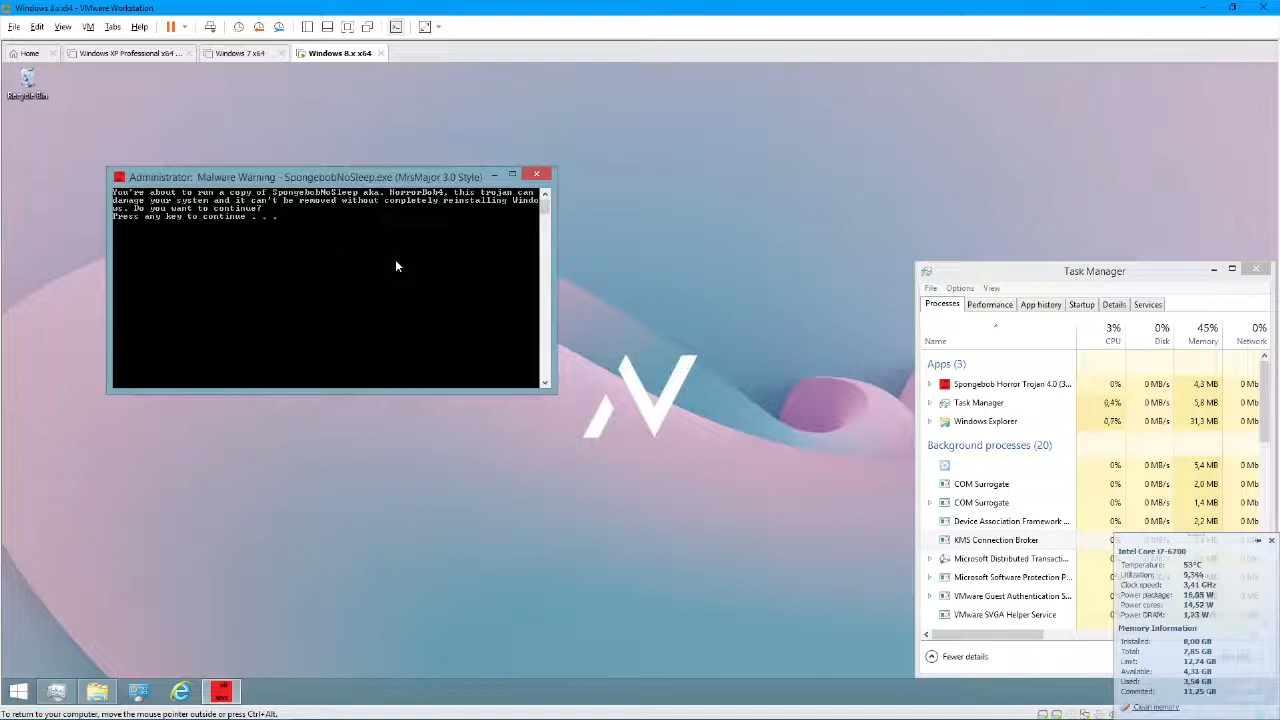 Windows 8.x x64 - VMware Workstation
File Edit View VM Tabs Help
Home Windows XP Professional x64 ... Windows 7 x64 Windows 8.x x64
Recycle Bin
Administrator: Malware Warning - SpongebobNoSleep.exe (MrsMajor 3.0 Style)
You're about to run a copy of SpongebobNoSleep aka. HorrorBob4, this trojan can
damage your system and it can't be removed without completely reinstalling Windo
ws. Do you want to continue?
Press any key to continue . . .
Task Manager
File Options View
Processes Performance App history Startup Details Services
3% 0% 45% 0%
Name CPU Disk Memory Network
Apps (3)
Spongebob Horror Trojan 4.0 (3... 0% 0 MB/s 4,3 MB 0 Mb
Task Manager 0,4% 0 MB/s 5,8 MB 0 Mb
Windows Explorer 0,7% 0 MB/s 31,3 MB 0 Mb
Background processes (20)
0% 0 MB/s 5,4 MB 0 Mb
COM Surrogate 0% 0 MB/s 2,0 MB 0 Mb
COM Surrogate 0% 0 MB/s 1,4 MB 0 Mb
Device Association Framework ... 0% 0 MB/s 2,2 MB 0 Mb
KMS Connection Broker
Microsoft Distributed Transacti...
Microsoft Software Protection P...
VMware Guest Authentication S...
VMware SVGA Helper Service
Fewer details
Intel Core i7-6700
Temperature: 53°C
Utilization: 9,3%
Clock speed: 3,41 GHz
Power package: 16,95 W
Power cores: 14,52 W
Power DRAM: 1,23 W
Memory Information
Installed: 8,00 GB
Total: 7,85 GB
Limit: 12,74 GB
Available: 4,31 GB
Used: 3,54 GB
Commited: 11,25 GB
Clean memory
To return to your computer, move the mouse pointer outside or press Ctrl+Alt.